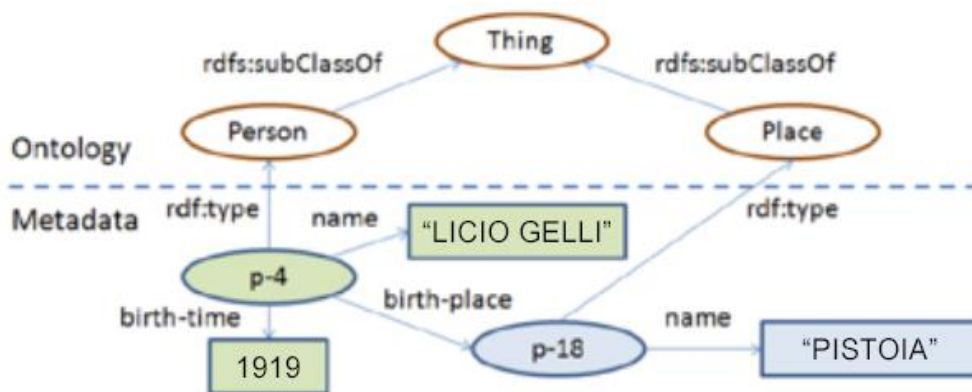 Thing
rdfs:subClassOf
rdfs:subClassOf
Person
Place
Ontology
Metadata
rdf:type
name
"LICIO GELLI"
rdf:type
p-4
birth-time
birth-place
name
1919
p-18
"PISTOIA"